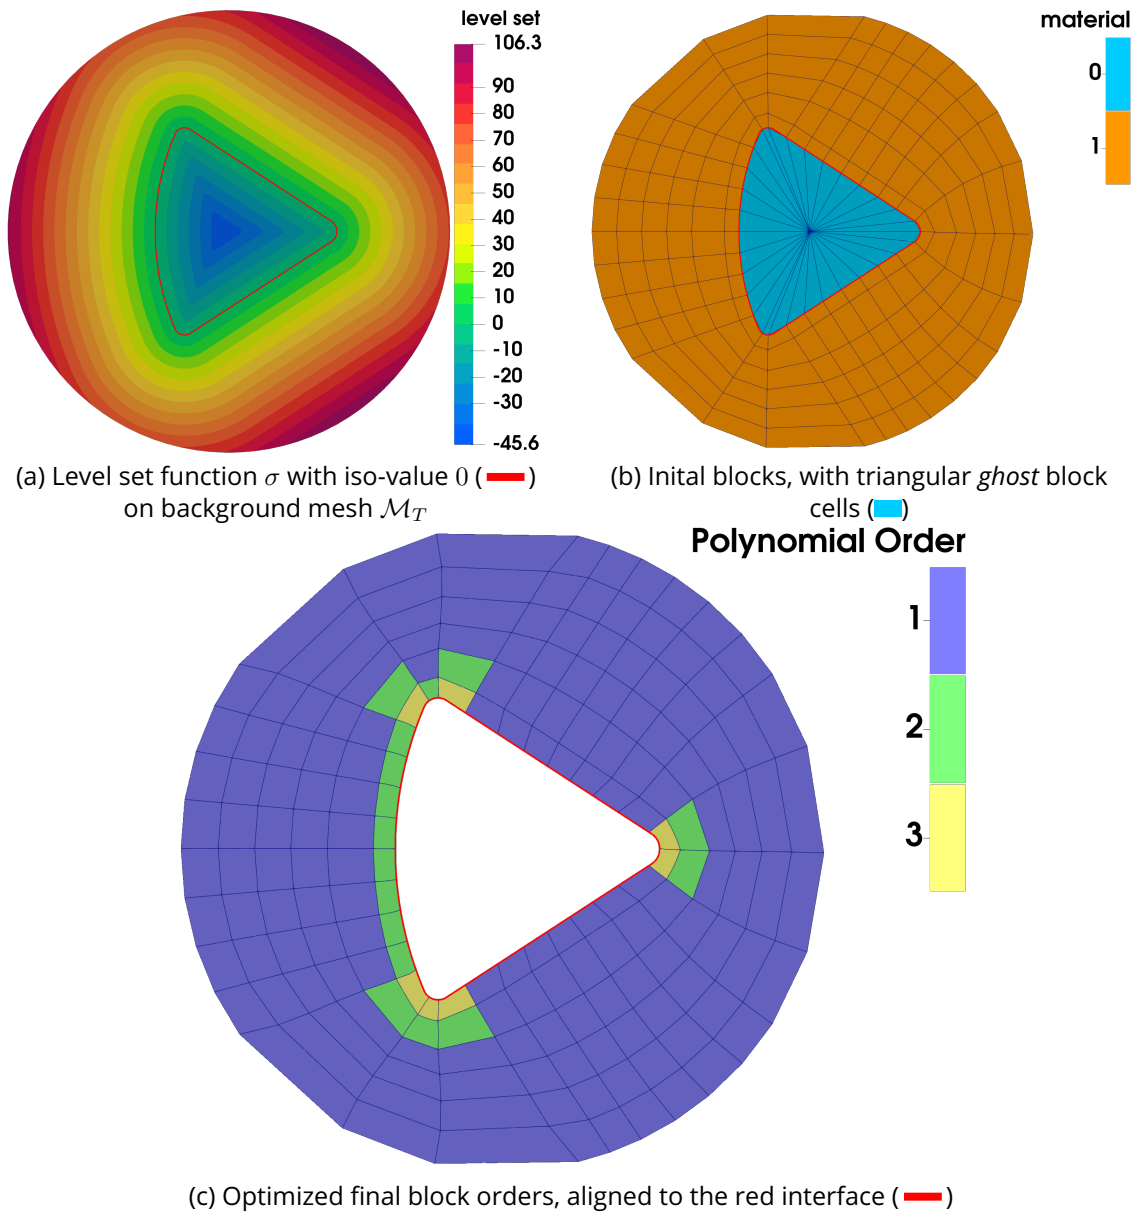 level set
106.3
90
80
70
60
50
40
30
20
10
0
-10
-20
-30
-45.6
material
0
1
(a) Level set function σ with iso-value 0 ( )
on background mesh ℳ_T
(b) Inital blocks, with triangular ghost block
cells ( )
Polynomial Order
1
2
3
(c) Optimized final block orders, aligned to the red interface ( )